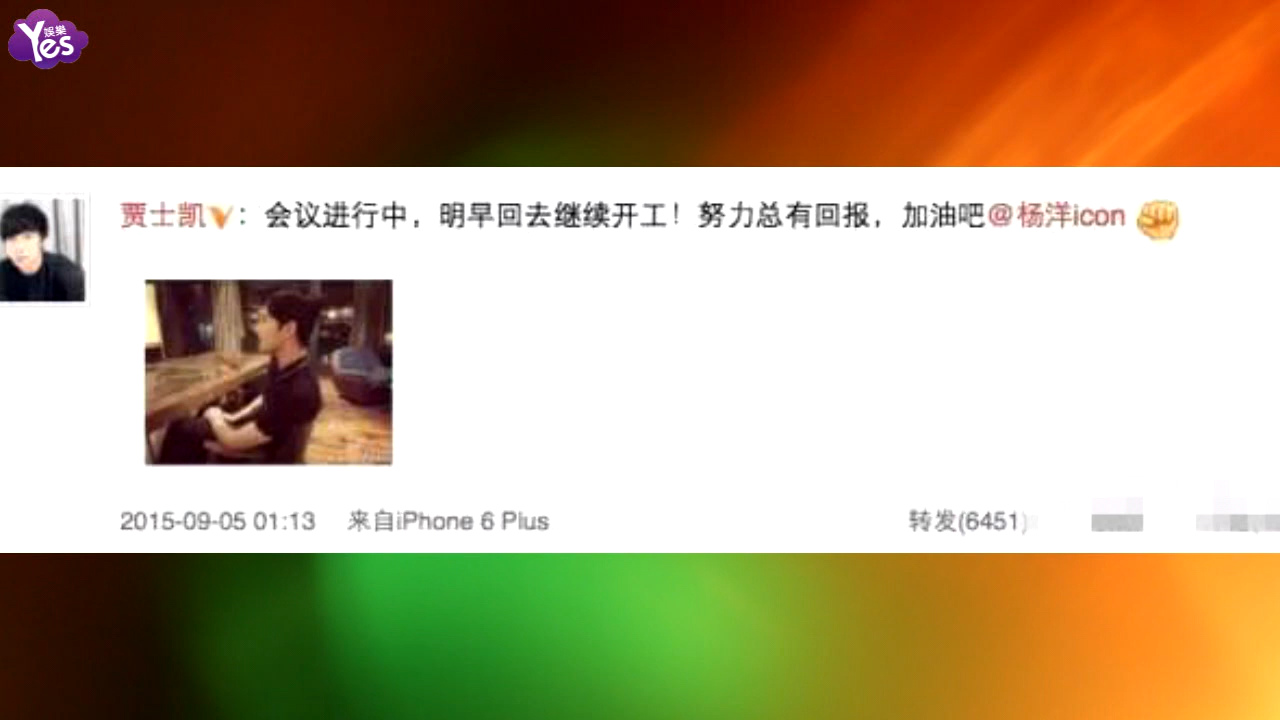 Yes 娛樂
贾士凯：会议进行中，明早回去继续开工！努力总有回报，加油吧@杨洋icon
2015-09-05 01:13 来自iPhone 6 Plus 转发(6451)